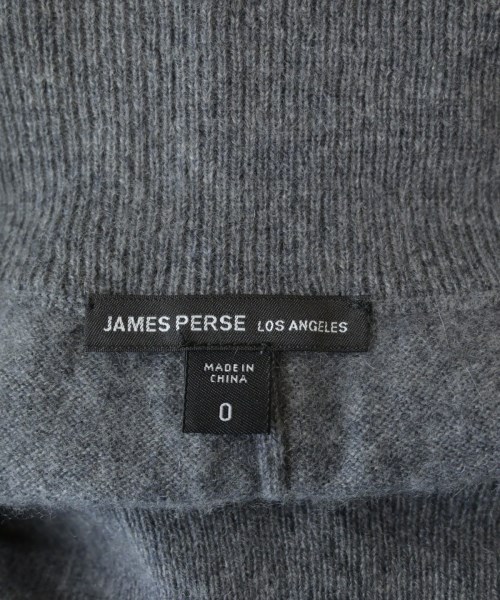 JAMES PERSE LOS ANGELES
MADE IN
CHINA
0